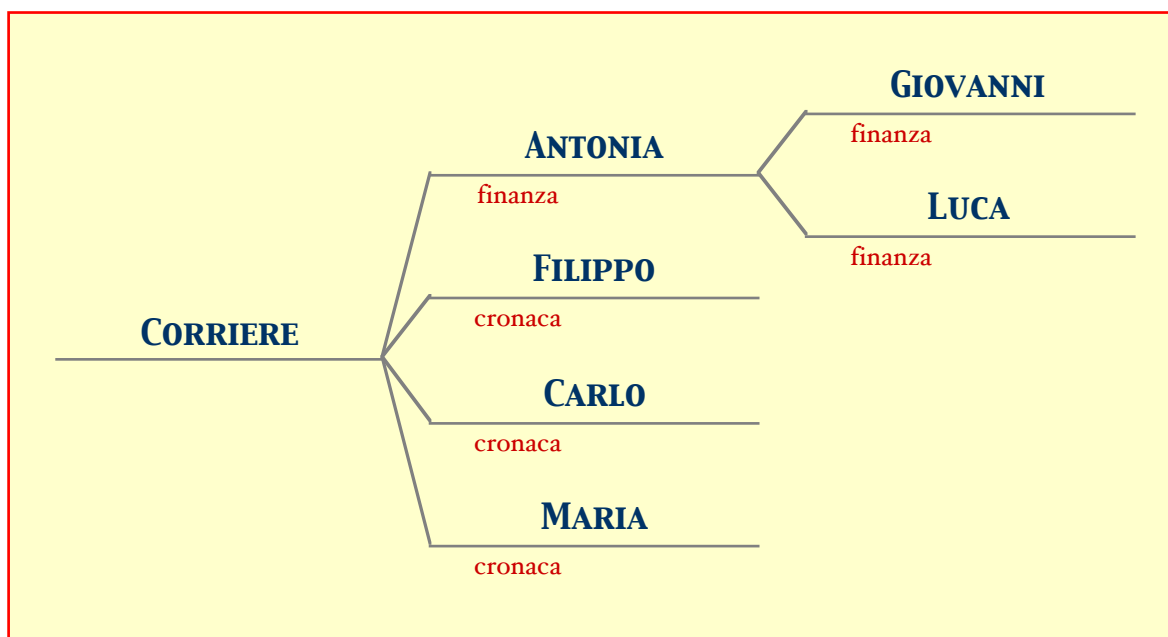 GIOVANNI
finanza
ANTONIA
finanza
LUCA
finanza
FILIPPO
cronaca
CORRIERE
CARLO
cronaca
MARIA
cronaca